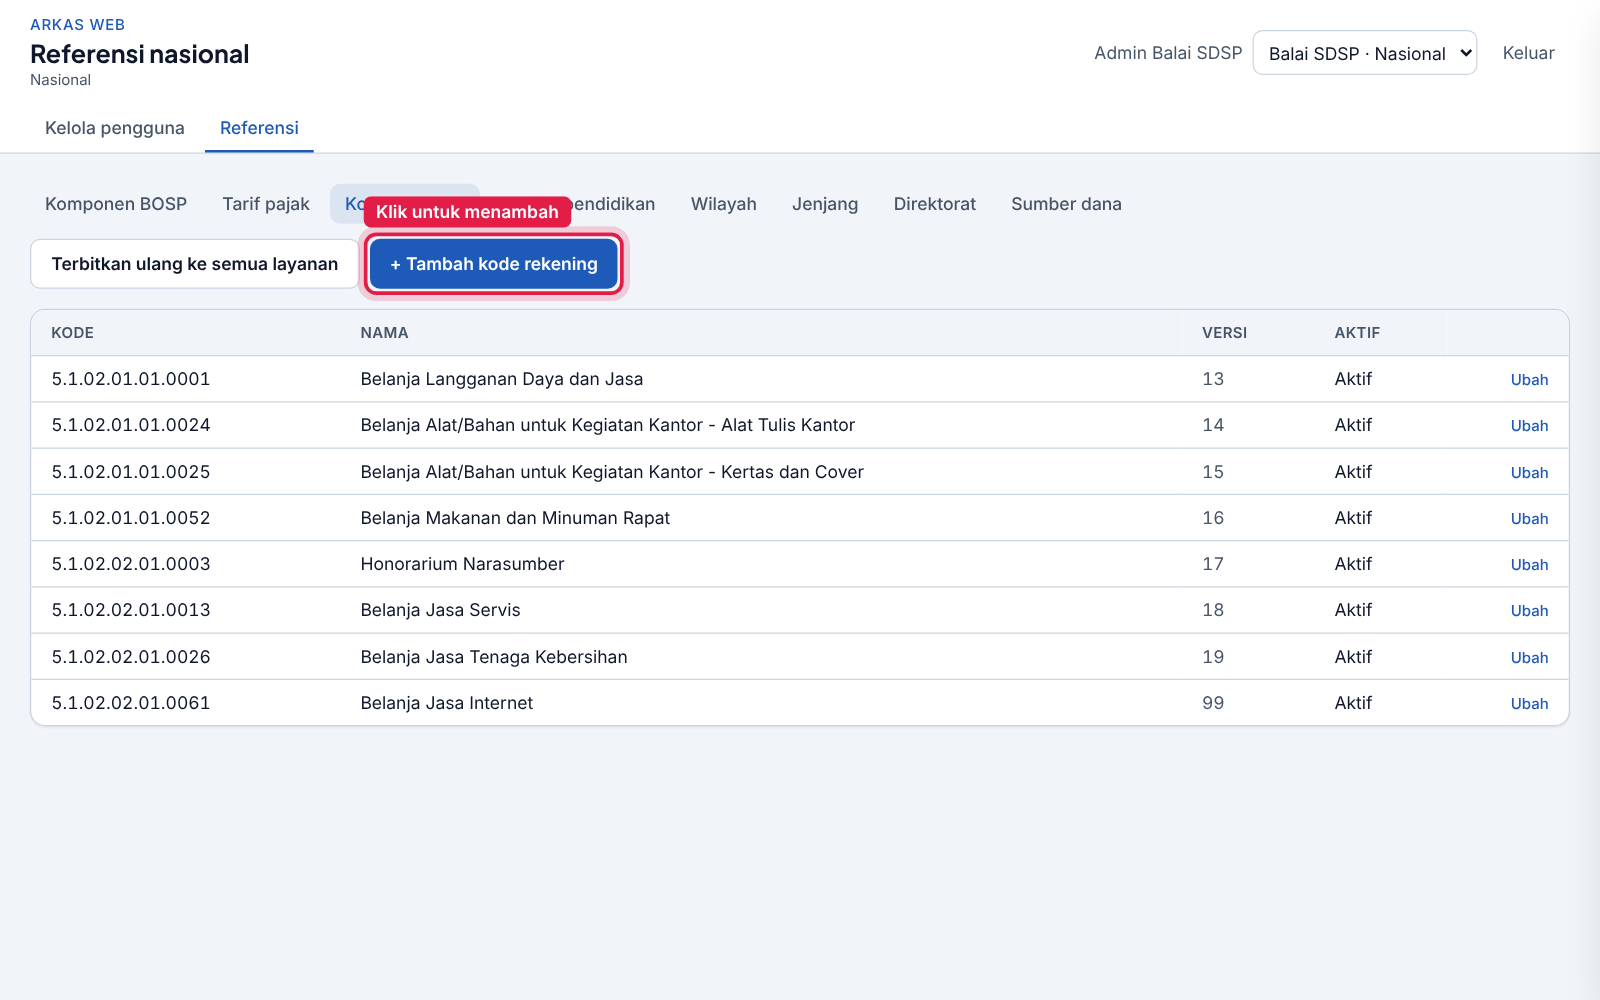 ARKAS WEB
Referensi nasional
Nasional
Admin Balai SDSP
Balai SDSP · Nasional
Keluar
Kelola pengguna
Referensi
Komponen BOSP
Tarif pajak
Klik untuk menambah
Wilayah
Jenjang
Direktorat
Sumber dana
Terbitkan ulang ke semua layanan
+ Tambah kode rekening
KODE NAMA VERSI AKTIF
5.1.02.01.01.0001 Belanja Langganan Daya dan Jasa 13 Aktif Ubah
5.1.02.01.01.0024 Belanja Alat/Bahan untuk Kegiatan Kantor - Alat Tulis Kantor 14 Aktif Ubah
5.1.02.01.01.0025 Belanja Alat/Bahan untuk Kegiatan Kantor - Kertas dan Cover 15 Aktif Ubah
5.1.02.01.01.0052 Belanja Makanan dan Minuman Rapat 16 Aktif Ubah
5.1.02.02.01.0003 Honorarium Narasumber 17 Aktif Ubah
5.1.02.02.01.0013 Belanja Jasa Servis 18 Aktif Ubah
5.1.02.02.01.0026 Belanja Jasa Tenaga Kebersihan 19 Aktif Ubah
5.1.02.02.01.0061 Belanja Jasa Internet 99 Aktif Ubah